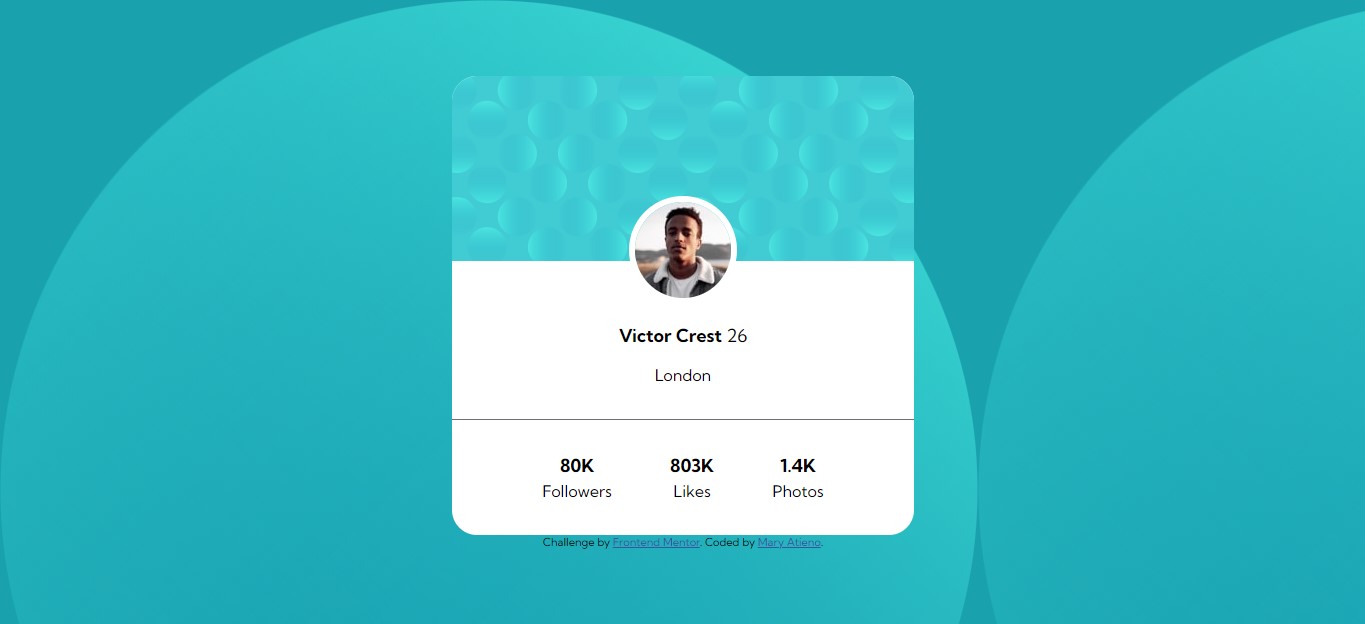 Victor Crest 26
London
80K 803K 1.4K
Followers Likes Photos
Challenge by Frontend Mentor. Coded by Mary Atieno.